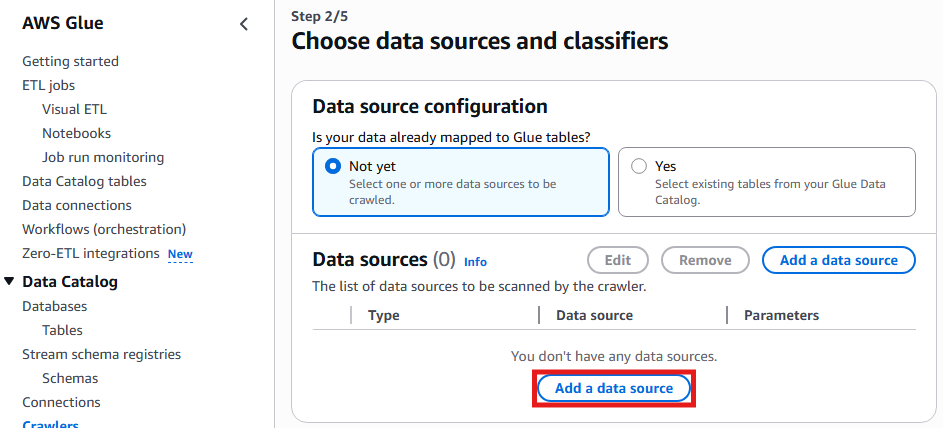 AWS Glue
Getting started
ETL jobs
Visual ETL
Notebooks
Job run monitoring
Data Catalog tables
Data connections
Workflows (orchestration)
Zero-ETL integrations New
Data Catalog
Databases
Tables
Stream schema registries
Schemas
Connections
Crawlers
Step 2/5
Choose data sources and classifiers
Data source configuration
Is your data already mapped to Glue tables?
Not yet
Select one or more data sources to be
crawled.
Yes
Select existing tables from your Glue Data
Catalog.
Data sources (0) Info
Edit
Remove
Add a data source
The list of data sources to be scanned by the crawler.
Type
Data source
Parameters
You don't have any data sources.
Add a data source